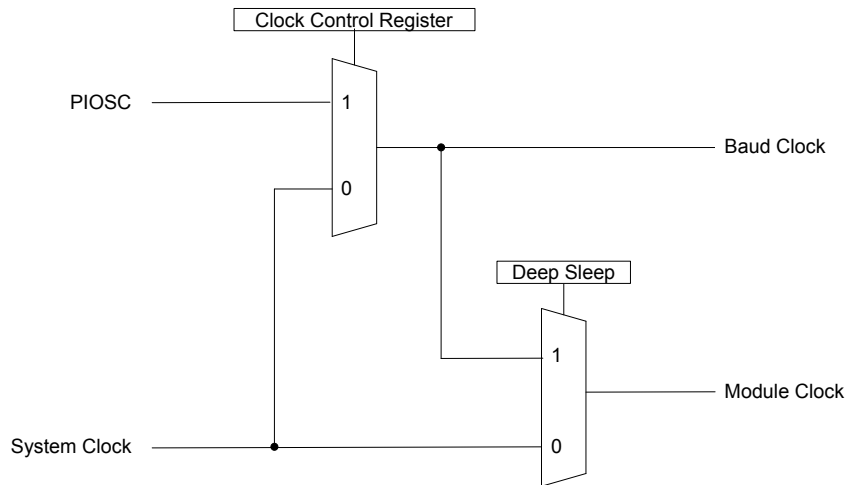 Clock Control Register
PIOSC
1
Baud Clock
0
Deep Sleep
1
Module Clock
System Clock
0